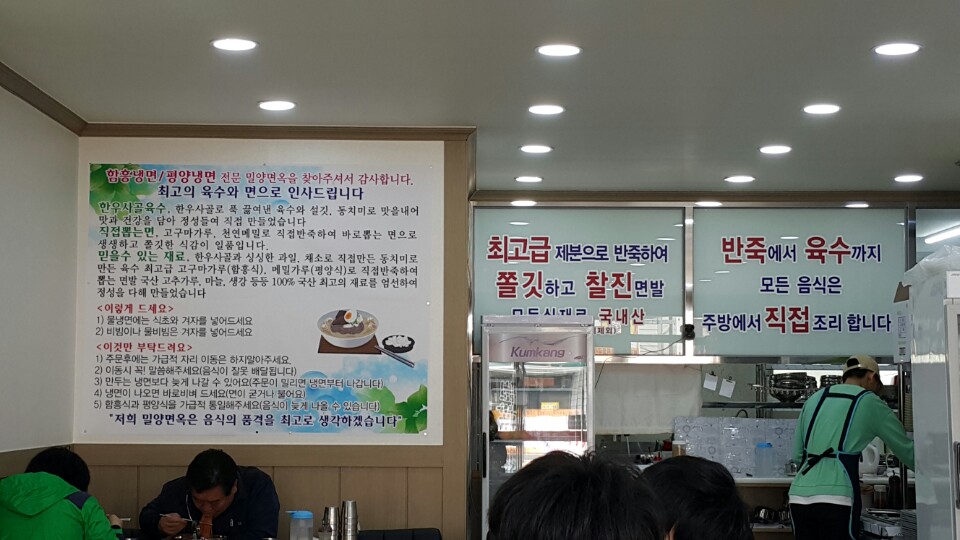 함흥냉면/평양냉면 전문 밀양면옥을 찾아주셔서 감사합니다.
최고의 육수와 면으로 인사드립니다
한우사골육수, 한우사골로 푹 끓여낸 육수와 설깃, 동치미로 맛을내어
맛과 건강을 담아 정성들여 직접 만들었습니다
직접뽑는면, 고구마가루, 천연메밀로 직접반죽하여 바로뽑는 면으로
생생하고 쫄깃한 식감이 일품입니다.
믿을수 있는 재료, 한우사골과 싱싱한 과일, 채소로 직접만든 동치미로
만든 육수 최고급 고구마가루(함흥식), 메밀가루(평양식)로 직접반죽하여
뽑는 면발 국산 고추가루, 마늘, 생강 등등 100% 국산 최고의 재료를 엄선하여
정성을 다해 만들었습니다
<이렇게 드세요>
1) 물냉면에는 식초와 겨자를 넣어드세요
2) 비빔이나 물비빔은 겨자를 넣어드세요
<이것만 부탁드려요>
1) 주문후에는 가급적 자리 이동은 하지말아주세요.
2) 이동시 꼭! 말씀해주세요(음식이 잘못 배달됩니다)
3) 만두는 냉면보다 늦게 나갈 수 있어요(주문이 밀리면 냉면부터 나갑니다)
4) 냉면이 나오면 바로비벼 드세요(면이 굳거나 불어요)
5) 함흥식과 평양식을 가급적 통일해주세요(음식이 늦게 나올 수 있습니다)
"저희 밀양면옥은 음식의 품격을 최고로 생각하겠습니다"
최고급 제분으로 반죽하여
쫄깃하고 찰진면발
모든식재료 국내산
제외)
반죽에서 육수까지
모든 음식은
주방에서 직접조리 합니다
Kumkang